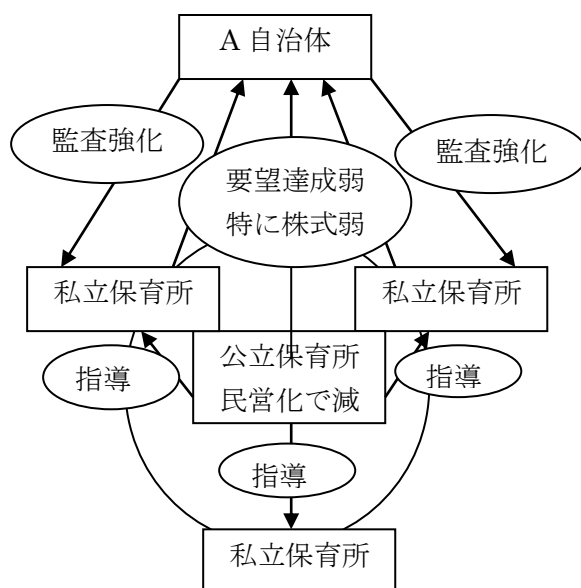 A 自治体
監査強化
監査強化
要望達成弱
特に株式弱
私立保育所
私立保育所
公立保育所
民営化で減
指導
指導
指導
私立保育所